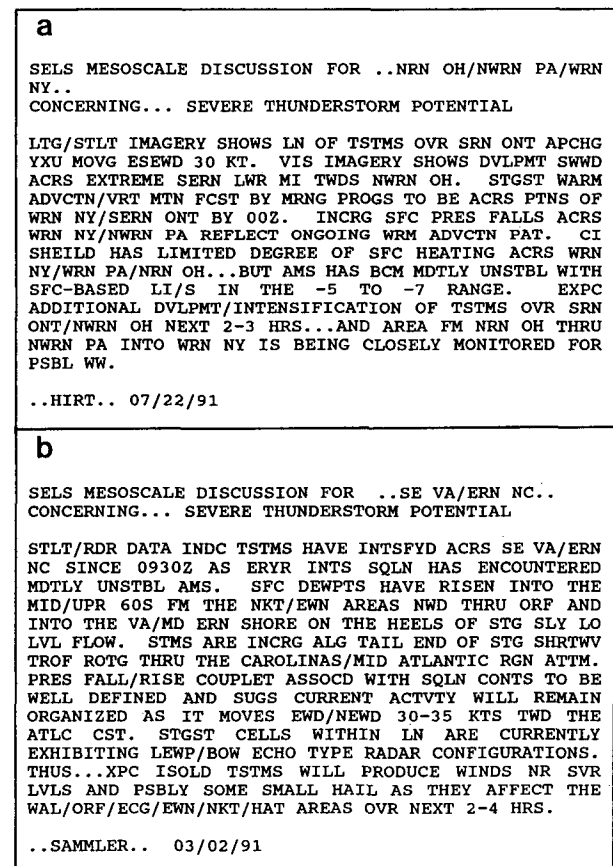 a
SELS MESOSCALE DISCUSSION FOR ..NRN OH/NWRN PA/WRN
NY..
CONCERNING... SEVERE THUNDERSTORM POTENTIAL
LTG/STLT IMAGERY SHOWS LN OF TSTMS OVR SRN ONT APCHG
YXU MOVG ESEWD 30 KT. VIS IMAGERY SHOWS DVLPMT SWWD
ACRS EXTREME SERN LWR MI TWDS NWRN OH. STGST WARM
ADVCTN/VRT MTN FCST BY MRNG PROGS TO BE ACRS PTNS OF
WRN NY/SERN ONT BY 00Z. INCRG SFC PRES FALLS ACRS
WRN NY/NWRN PA REFLECT ONGOING WRM ADVCTN PAT. CI
SHEILD HAS LIMITED DEGREE OF SFC HEATING ACRS WRN
NY/WRN PA/NRN OH...BUT AMS HAS BCM MDTLY UNSTBL WITH
SFC-BASED LI/S IN THE -5 TO -7 RANGE. EXPC
ADDITIONAL DVLPMT/INTENSIFICATION OF TSTMS OVR SRN
ONT/NWRN OH NEXT 2-3 HRS...AND AREA FM NRN OH THRU
NWRN PA INTO WRN NY IS BEING CLOSELY MONITORED FOR
PSBL WW.
..HIRT.. 07/22/91
b
SELS MESOSCALE DISCUSSION FOR ..SE VA/ERN NC..
CONCERNING... SEVERE THUNDERSTORM POTENTIAL
STLT/RDR DATA INDC TSTMS HAVE INTSFYD ACRS SE VA/ERN
NC SINCE 0930Z AS ERYR INTS SQLN HAS ENCOUNTERED
MDTLY UNSTBL AMS. SFC DEWPTS HAVE RISEN INTO THE
MID/UPR 60S FM THE NKT/EWN AREAS NWD THRU ORF AND
INTO THE VA/MD ERN SHORE ON THE HEELS OF STG SLY LO
LVL FLOW. STMS ARE INCRG ALG TAIL END OF STG SHRTWV
TROF ROTG THRU THE CAROLINAS/MID ATLANTIC RGN ATTM.
PRES FALL/RISE COUPLET ASSOCD WITH SQLN CONTS TO BE
WELL DEFINED AND SUGS CURRENT ACTVTY WILL REMAIN
ORGANIZED AS IT MOVES EWD/NEWD 30-35 KTS TWD THE
ATLC CST. STGST CELLS WITHIN LN ARE CURRENTLY
EXHIBITING LEWP/BOW ECHO TYPE RADAR CONFIGURATIONS.
THUS...XPC ISOLD TSTMS WILL PRODUCE WINDS NR SVR
LVLS AND PSBLY SOME SMALL HAIL AS THEY AFFECT THE
WAL/ORF/ECG/EWN/NKT/HAT AREAS OVR NEXT 2-4 HRS.
..SAMMLER.. 03/02/91